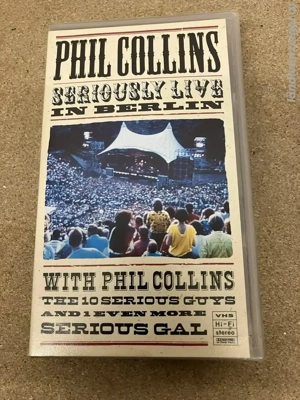 PHIL COLLINS
SERIOUSLY LIVE
IN BERLIN
WITH PHIL COLLINS
THE 10 SERIOUS GUYS
AND 1 EVEN MORE
SERIOUS GAL
VHS
Hi-Fi
stereo